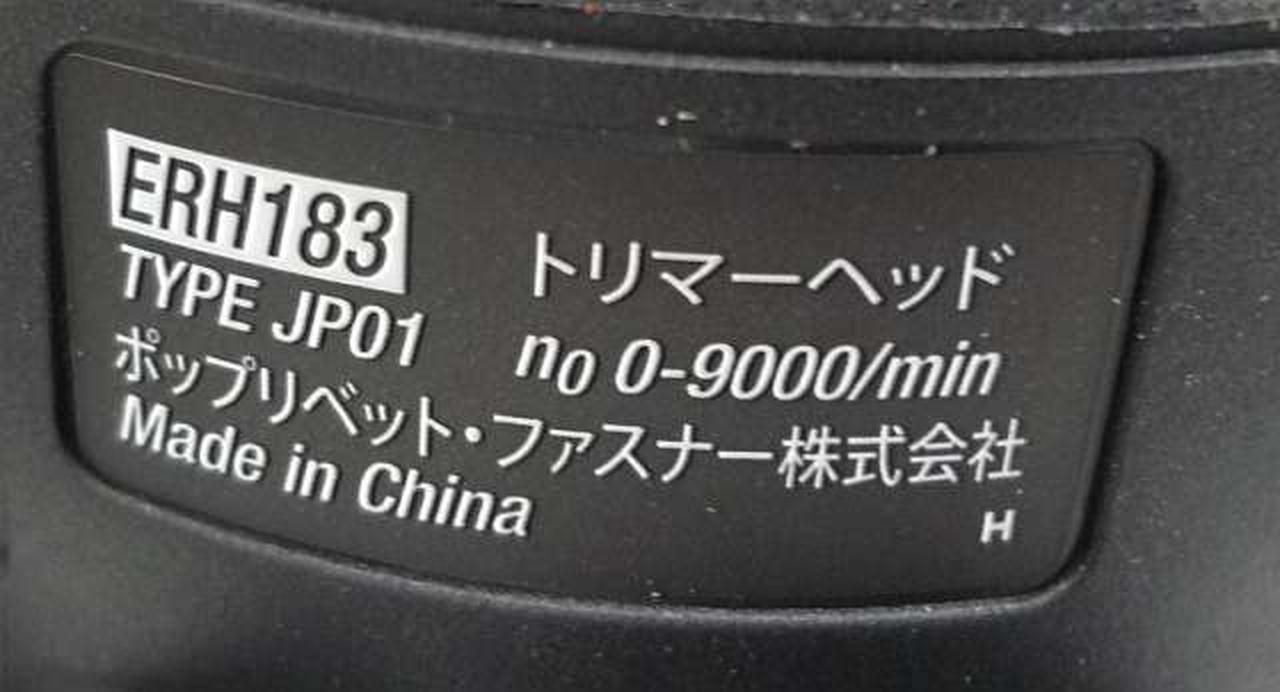 ERH183
TYPE JP01
トリマーヘッド
no 0-9000/min
ポップリベット・ファスナー株式会社
Made in China
H